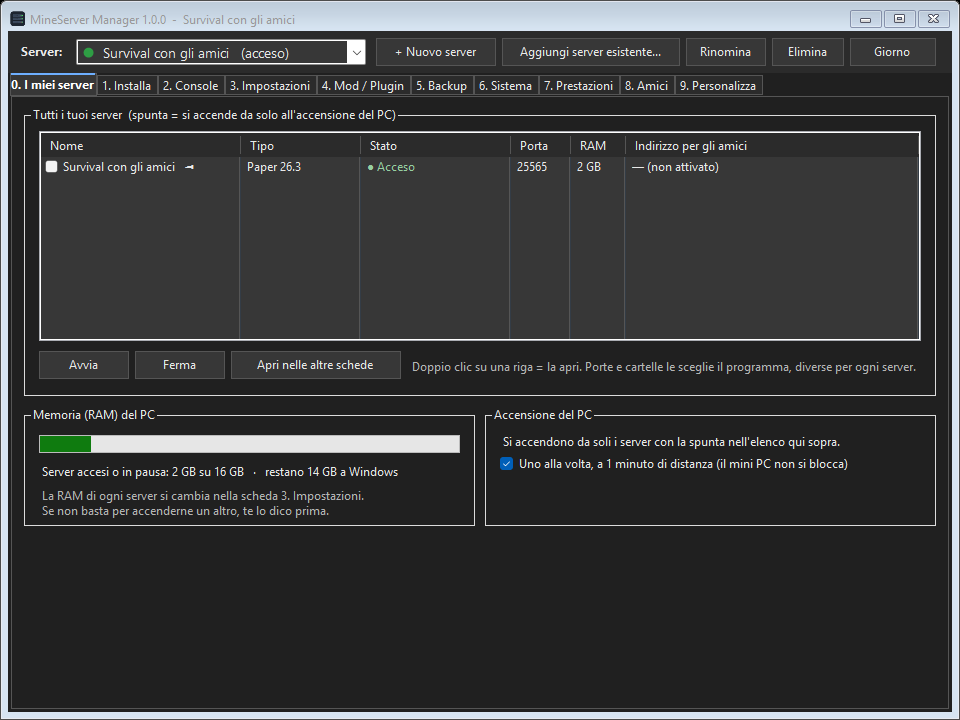 MineServer Manager 1.0.0 - Survival con gli amici
Server: Survival con gli amici (acceso) + Nuovo server Aggiungi server esistente... Rinomina Elimina Giorno
0. I miei server 1. Installa 2. Console 3. Impostazioni 4. Mod / Plugin 5. Backup 6. Sistema 7. Prestazioni 8. Amici 9. Personalizza
Tutti i tuoi server (spunta = si accende da solo all'accensione del PC)
Nome Tipo Stato Porta RAM Indirizzo per gli amici
Survival con gli amici ◄ Paper 26.3 ● Acceso 25565 2 GB — (non attivato)
Avvia Ferma Apri nelle altre schede Doppio clic su una riga = la apri. Porte e cartelle le sceglie il programma, diverse per ogni server.
Memoria (RAM) del PC
Server accesi o in pausa: 2 GB su 16 GB · restano 14 GB a Windows
La RAM di ogni server si cambia nella scheda 3. Impostazioni.
Se non basta per accenderne un altro, te lo dico prima.
Accensione del PC
Si accendono da soli i server con la spunta nell'elenco qui sopra.
Uno alla volta, a 1 minuto di distanza (il mini PC non si blocca)